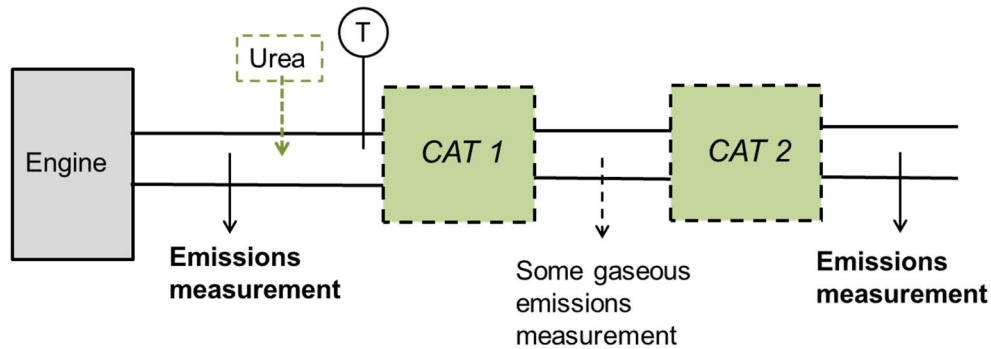 T
Urea
Engine
CAT 1
CAT 2
Emissions
measurement
Some gaseous
emissions
measurement
Emissions
measurement